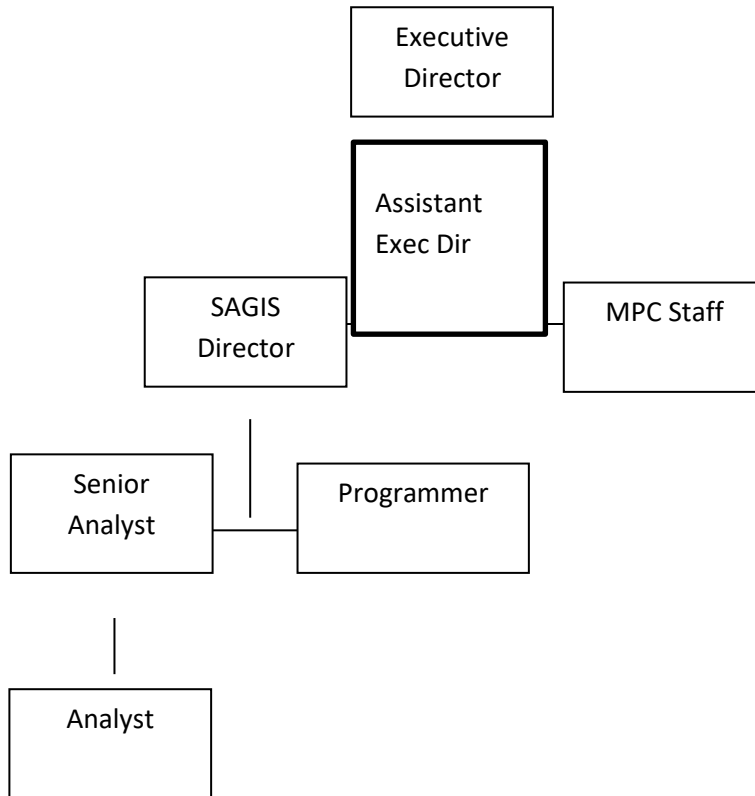 Executive
Director
Assistant
Exec Dir
SAGIS
Director
MPC Staff
Senior
Analyst
Programmer
Analyst